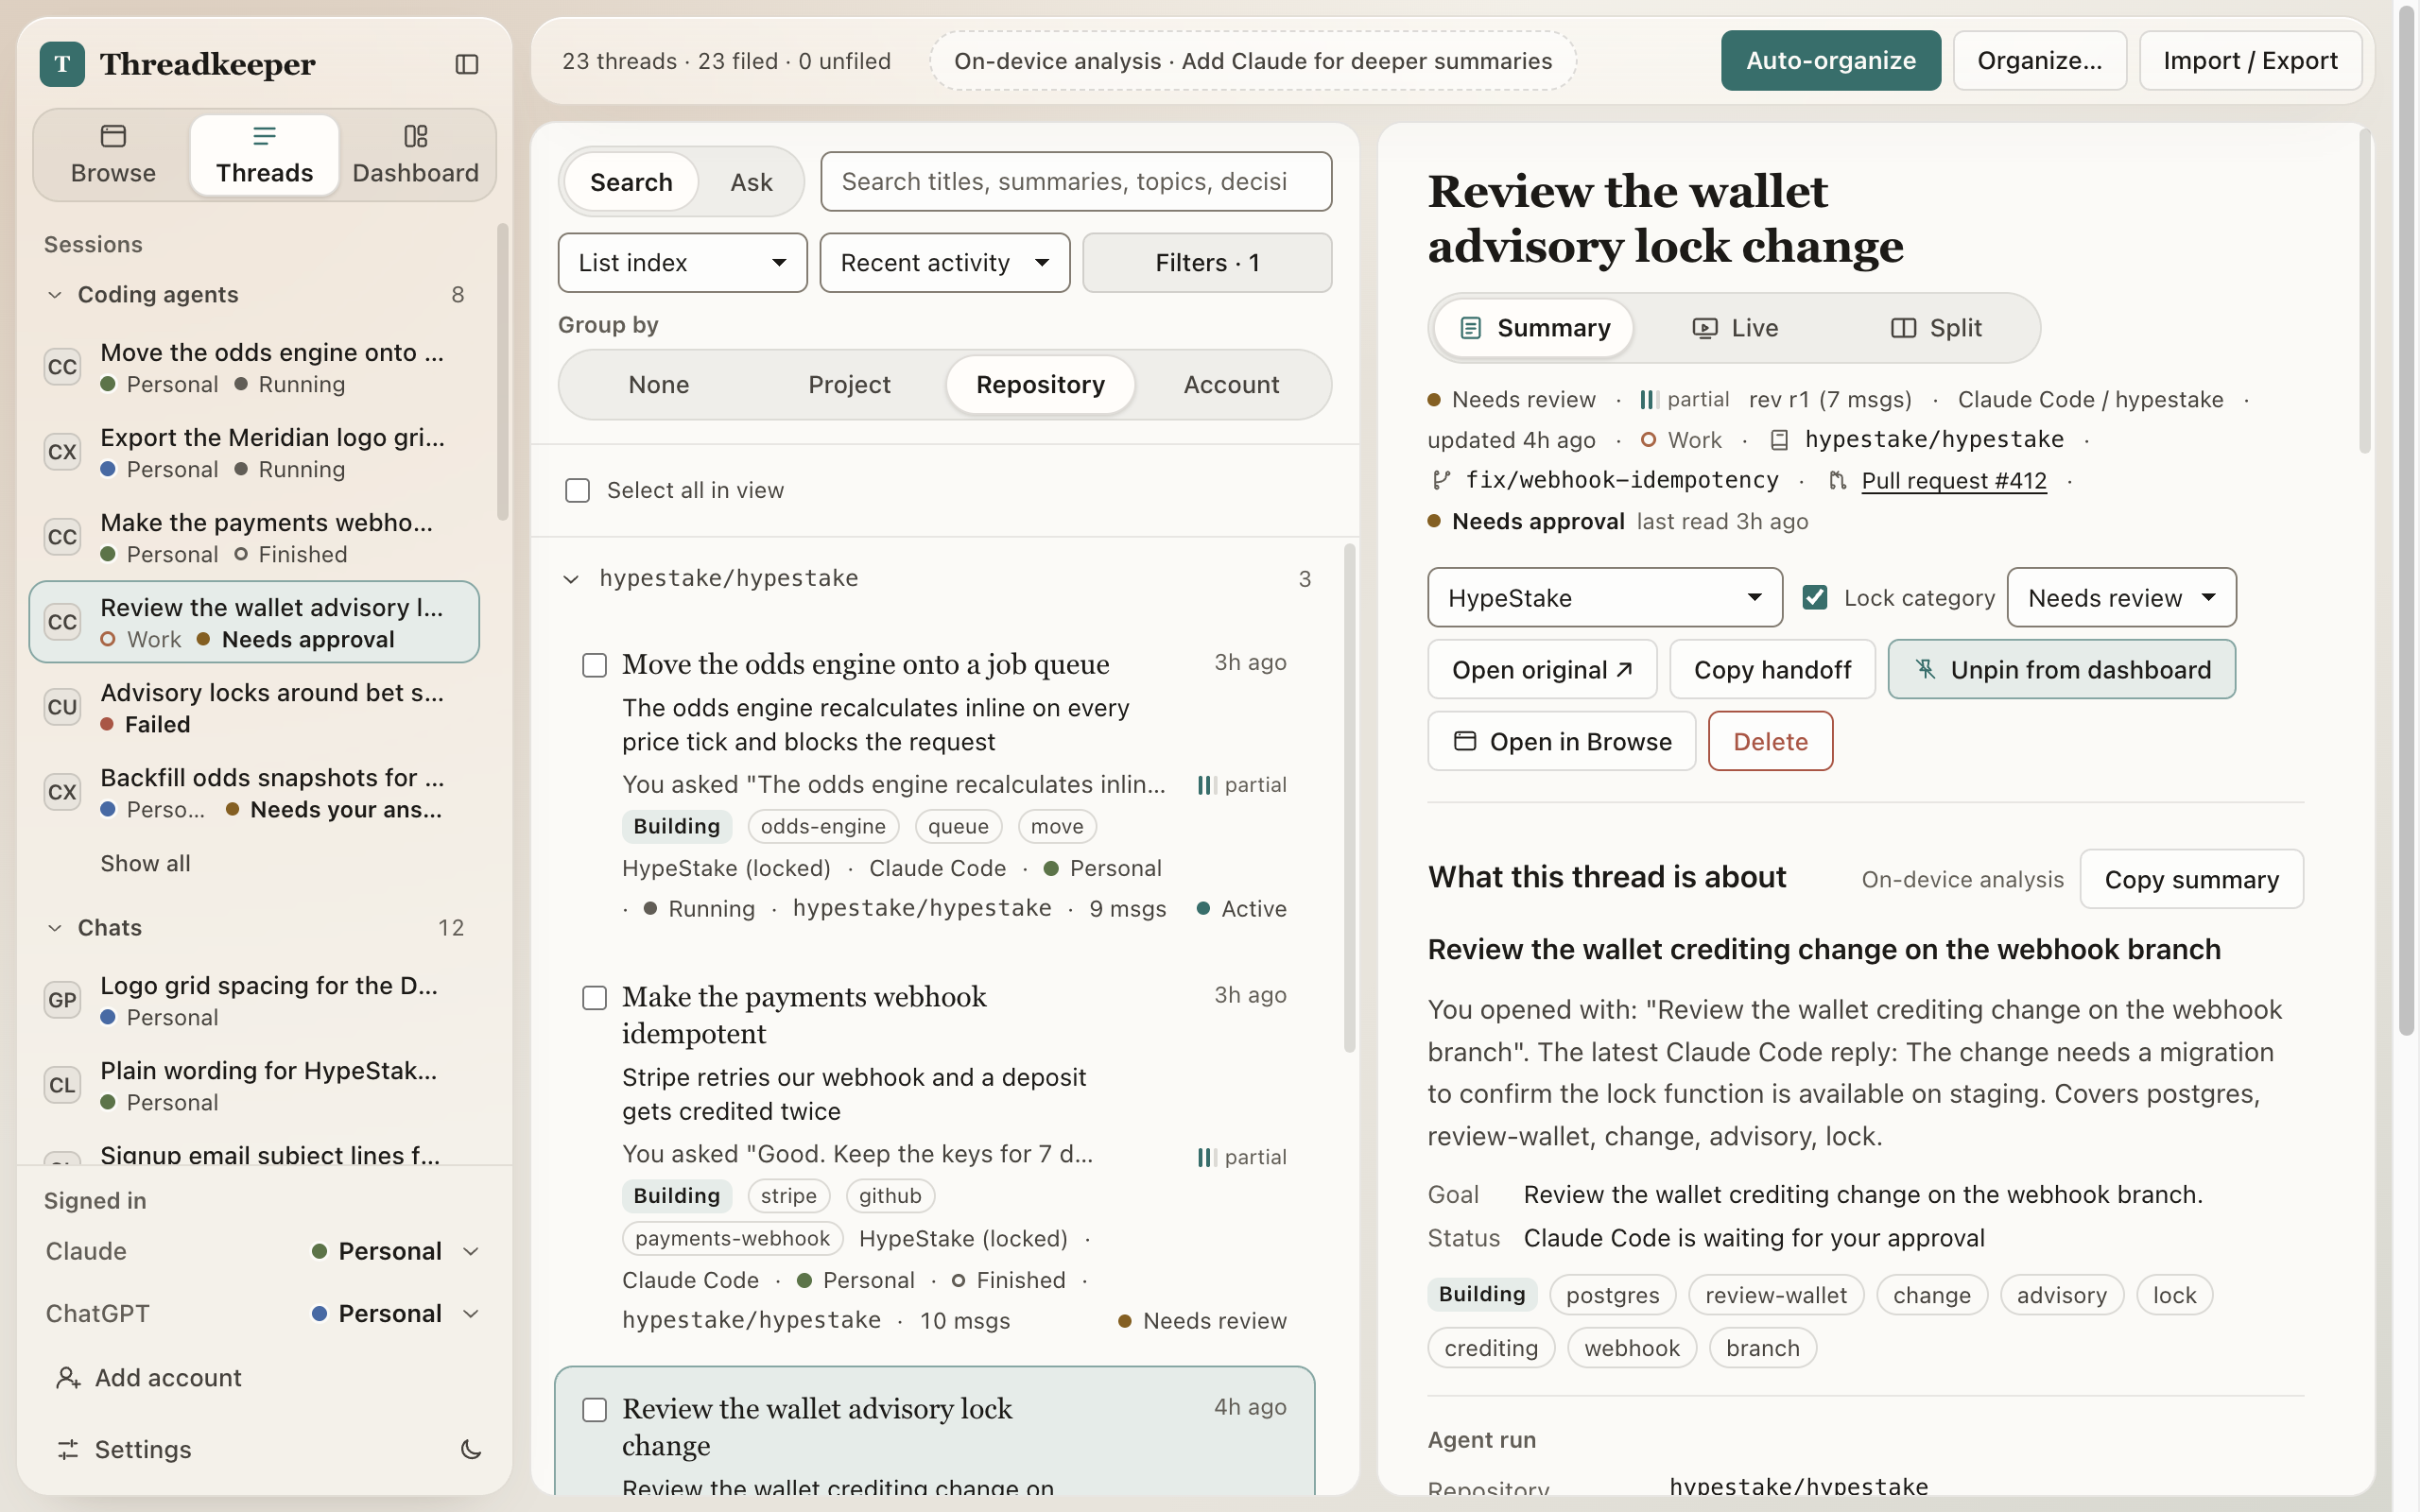 T Threadkeeper
Browse Threads Dashboard
Sessions
Coding agents 8
CC Move the odds engine onto ...
Personal Running
CX Export the Meridian logo gri...
Personal Running
CC Make the payments webho...
Personal Finished
CC Review the wallet advisory l...
Work Needs approval
CU Advisory locks around bet s...
Failed
CX Backfill odds snapshots for ...
Perso... Needs your ans...
Show all
Chats 12
GP Logo grid spacing for the D...
Personal
CL Plain wording for HypeStak...
Personal
Signup email subject lines f...
Signed in
Claude Personal
ChatGPT Personal
Add account
Settings
23 threads · 23 filed · 0 unfiled
On-device analysis · Add Claude for deeper summaries
Auto-organize Organize... Import / Export
Search Ask Search titles, summaries, topics, decisi
List index Recent activity Filters · 1
Group by
None Project Repository Account
Select all in view
hypestake/hypestake 3
Move the odds engine onto a job queue 3h ago
The odds engine recalculates inline on every
price tick and blocks the request
You asked "The odds engine recalculates inlin... partial
Building odds-engine queue move
HypeStake (locked) · Claude Code · Personal
· Running · hypestake/hypestake · 9 msgs Active
Make the payments webhook 3h ago
idempotent
Stripe retries our webhook and a deposit
gets credited twice
You asked "Good. Keep the keys for 7 d... partial
Building stripe github
payments-webhook HypeStake (locked) ·
Claude Code · Personal · Finished ·
hypestake/hypestake · 10 msgs Needs review
Review the wallet advisory lock 4h ago
change
Review the wallet crediting change on
Review the wallet
advisory lock change
Summary Live Split
Needs review · partial rev r1 (7 msgs) · Claude Code / hypestake ·
updated 4h ago · Work · hypestake/hypestake ·
fix/webhook-idempotency · Pull request #412 ·
Needs approval last read 3h ago
HypeStake Lock category Needs review
Open original ↗ Copy handoff Unpin from dashboard
Open in Browse Delete
What this thread is about On-device analysis Copy summary
Review the wallet crediting change on the webhook branch
You opened with: "Review the wallet crediting change on the webhook
branch". The latest Claude Code reply: The change needs a migration
to confirm the lock function is available on staging. Covers postgres,
review-wallet, change, advisory, lock.
Goal Review the wallet crediting change on the webhook branch.
Status Claude Code is waiting for your approval
Building postgres review-wallet change advisory lock
crediting webhook branch
Agent run
Repository hypestake/hypestake